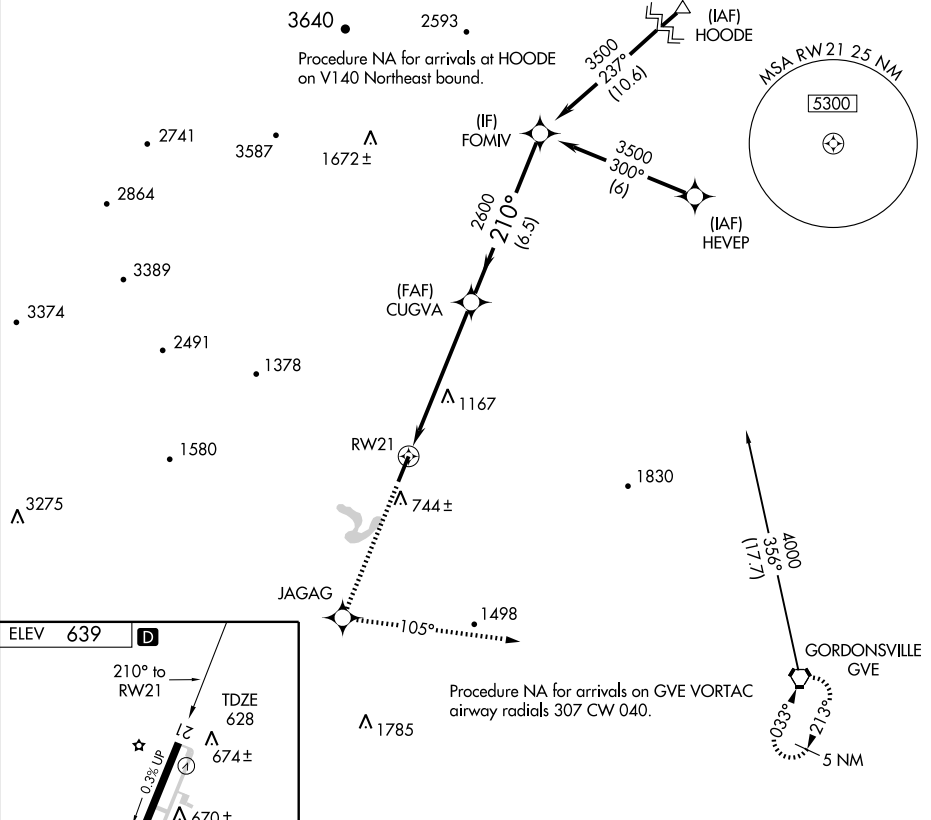 3640
2593
(IAF)
HOODE
Procedure NA for arrivals at HOODE
on V140 Northeast bound.
3500
237°
(10.6)
MSA RW21 25 NM
5300
(IF)
FOMIV
2741
3587
1672±
3500
300°
(6)
2864
(IAF)
HEVEP
2600
210°
(6.5)
3389
(FAF)
CUGVA
3374
2491
1378
1167
RW21
1580
1830
3275
744±
4000
356°
(17.7)
JAGAG
1498
105°
ELEV 639 D
GORDONSVILLE
GVE
210° to
RW21
Procedure NA for arrivals on GVE VORTAC
airway radials 307 CW 040.
TDZE
628
033°
213°
21
1785
674±
5 NM
0.3% UP
670±